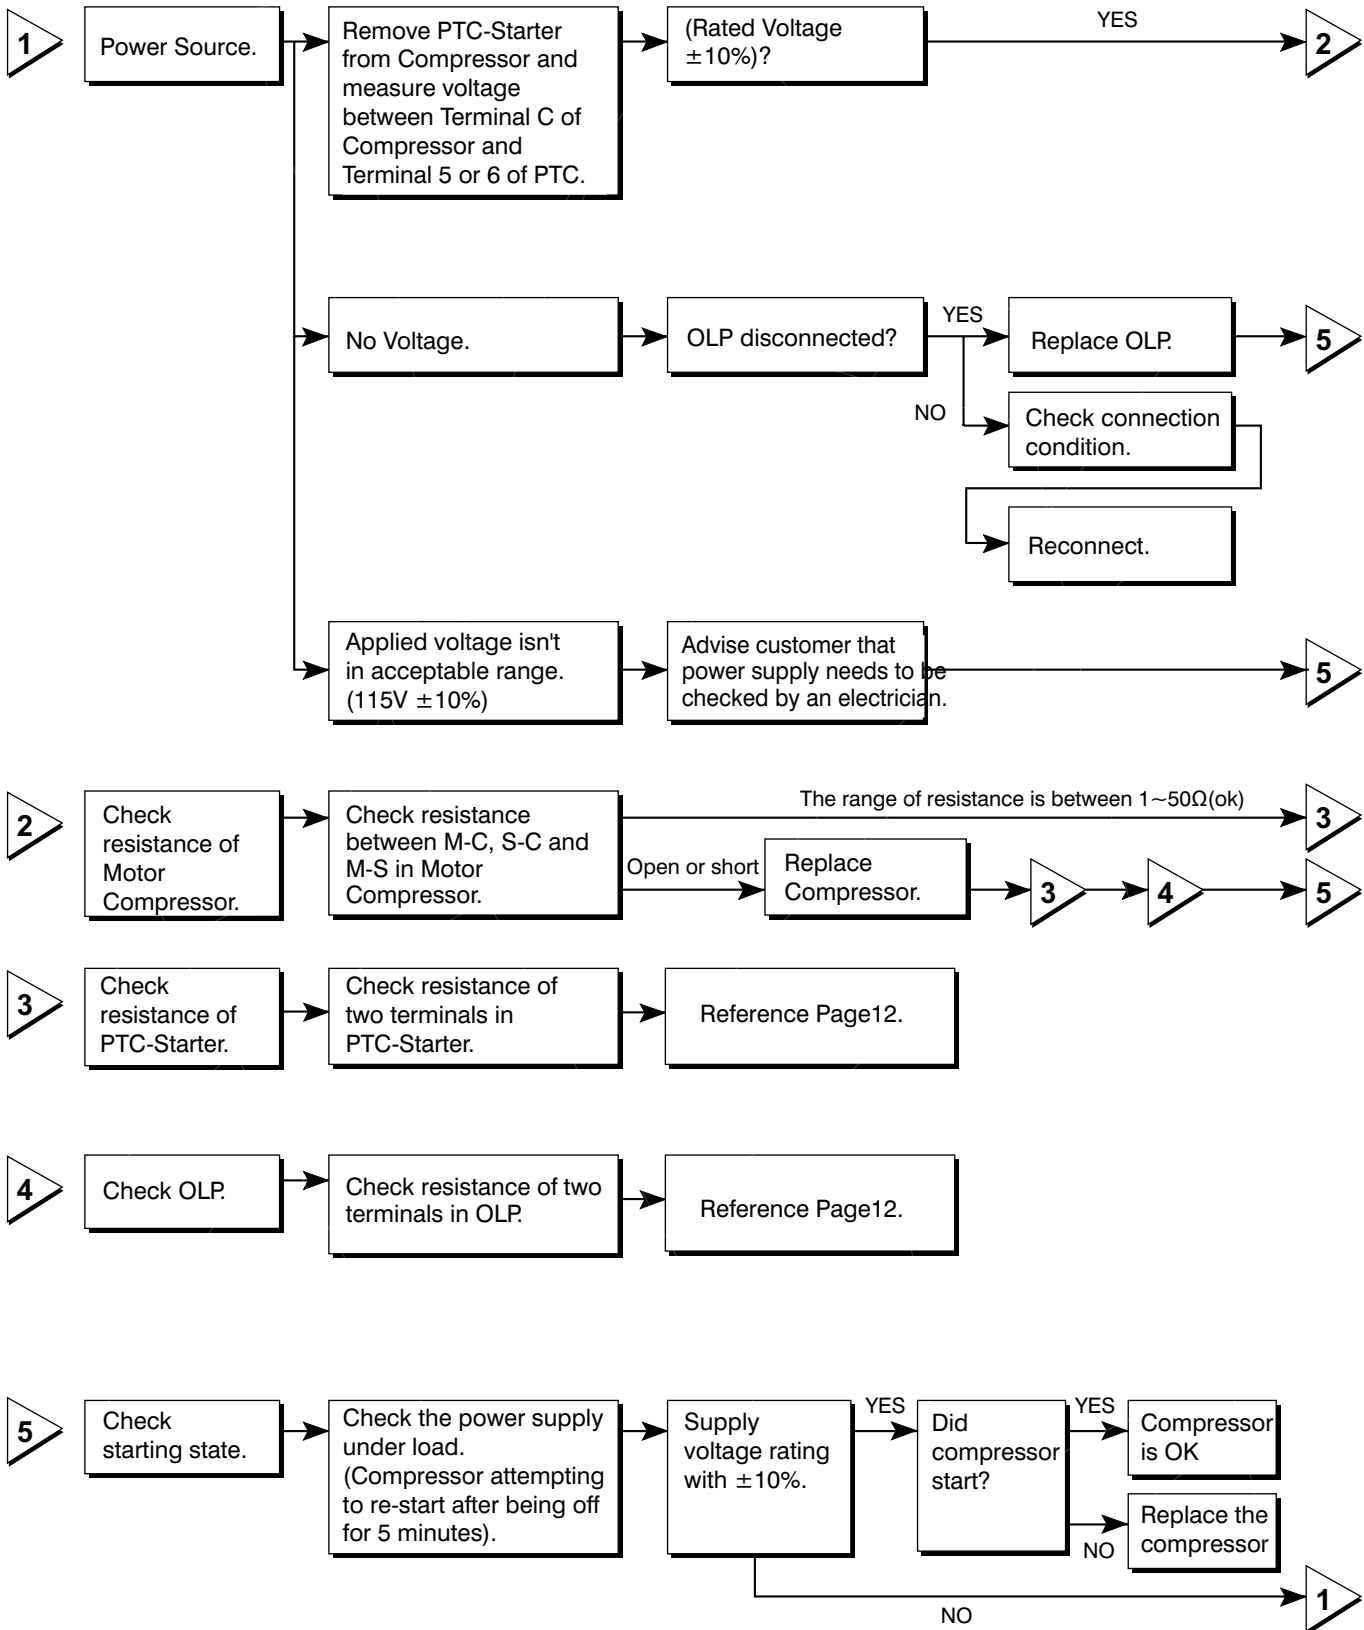 1
Power Source.
Remove PTC-Starter
from Compressor and
measure voltage
between Terminal C of
Compressor and
Terminal 5 or 6 of PTC.
(Rated Voltage
±10%)?
YES
2
No Voltage.
OLP disconnected?
YES
Replace OLP.
5
NO
Check connection
condition.
Reconnect.
Applied voltage isn't
in acceptable range.
(115V ±10%)
Advise customer that
power supply needs to be
checked by an electrician.
5
2
Check
resistance of
Motor
Compressor.
Check resistance
between M-C, S-C and
M-S in Motor
Compressor.
The range of resistance is between 1~50Ω(ok)
3
Open or short
Replace
Compressor.
3
4
5
3
Check
resistance of
PTC-Starter.
Check resistance of
two terminals in
PTC-Starter.
Reference Page12.
4
Check OLP.
Check resistance of two
terminals in OLP.
Reference Page12.
5
Check
starting state.
Check the power supply
under load.
(Compressor attempting
to re-start after being off
for 5 minutes).
Supply
voltage rating
with ±10%.
YES
Did
compressor
start?
YES
Compressor
is OK
NO
Replace the
compressor
NO
1